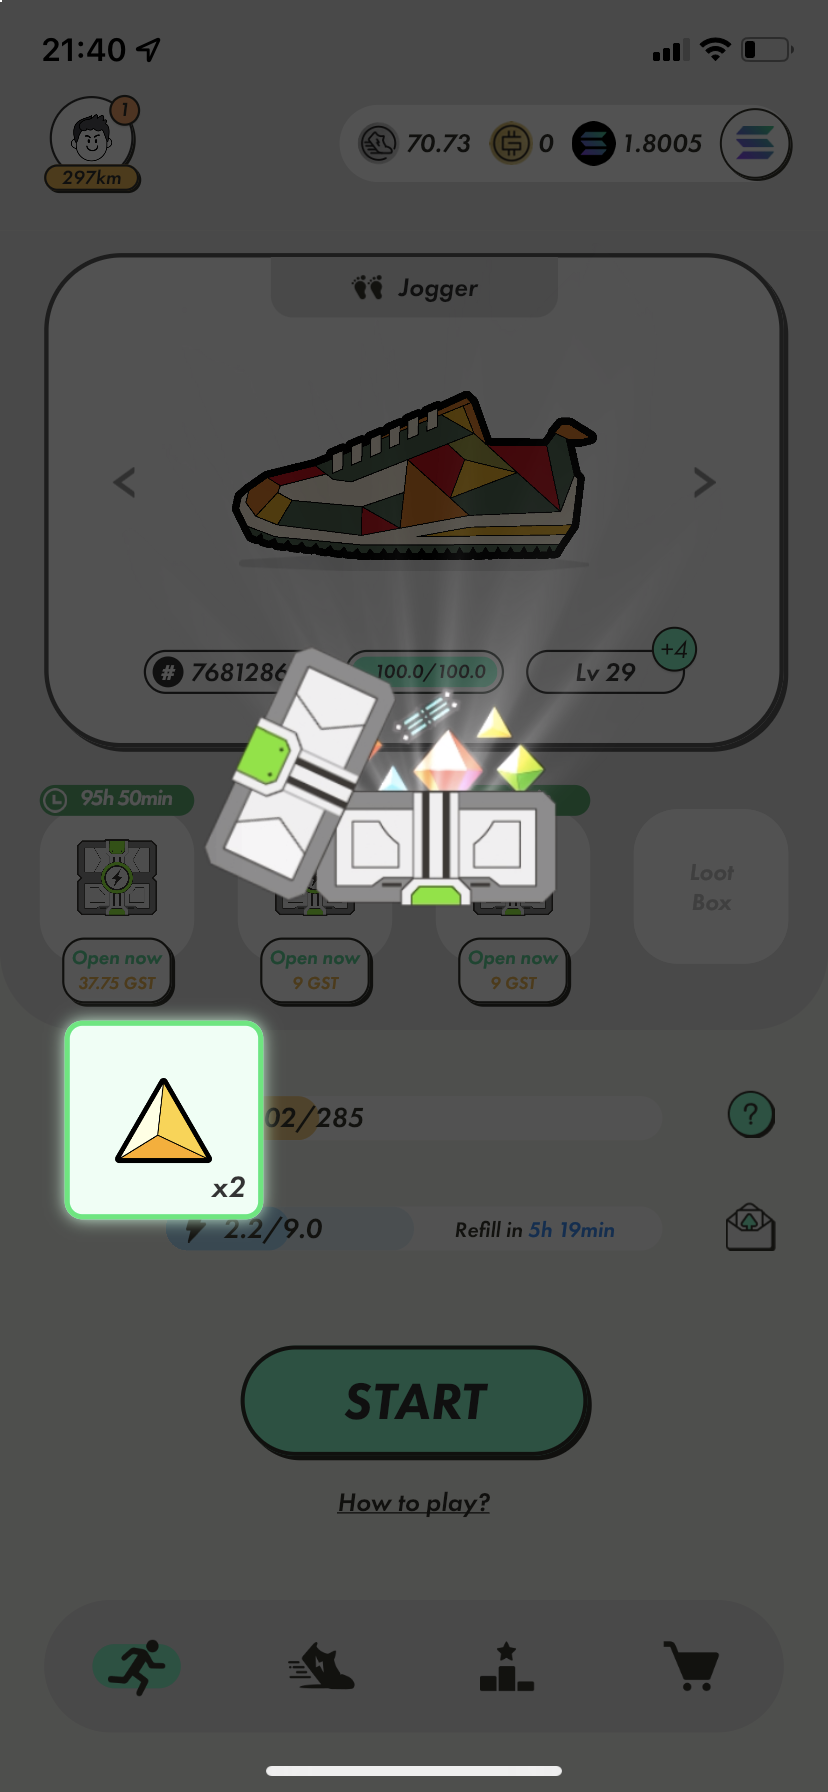 21:40
1
297km
70.73
0
1.8005
Jogger
# 7681286
100.0/100.0
Lv 29
+4
95h 50min
Loot
Box
Open now
37.75 GST
Open now
9 GST
Open now
9 GST
02/285
?
x2
2.2/9.0
Refill in 5h 19min
START
How to play?